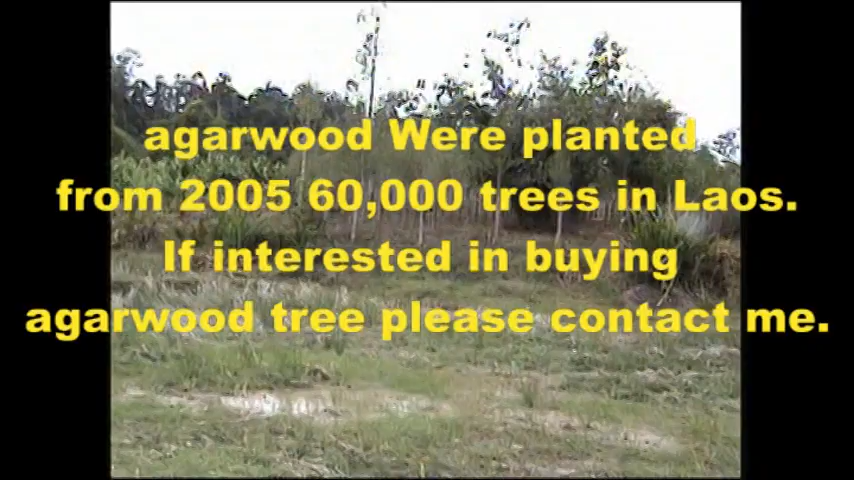 agarwood Were planted
from 2005 60,000 trees in Laos.
If interested in buying
agarwood tree please contact me.